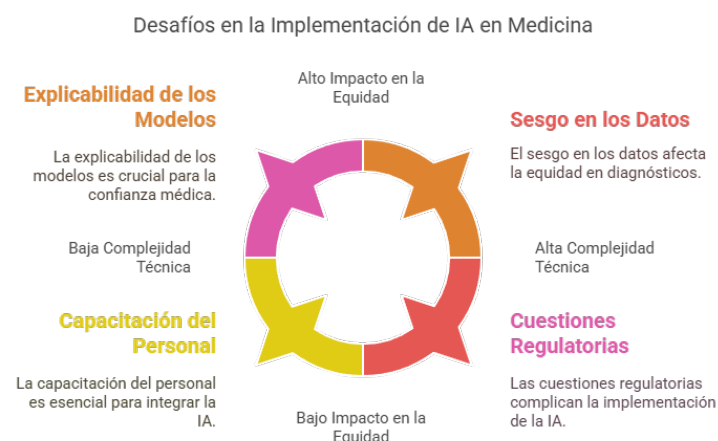 Desafíos en la Implementación de IA en Medicina
Alto Impacto en la
Equidad
Explicabilidad de los
Modelos
La explicabilidad de los
modelos es crucial para la
confianza médica.
Sesgo en los Datos
El sesgo en los datos afecta
la equidad en diagnósticos.
Baja Complejidad
Técnica
Alta Complejidad
Técnica
Capacitación del
Personal
La capacitación del personal
es esencial para integrar la
IA.
Cuestiones
Regulatorias
Las cuestiones regulatorias
complican la implementación
de la IA.
Bajo Impacto en la
Equidad